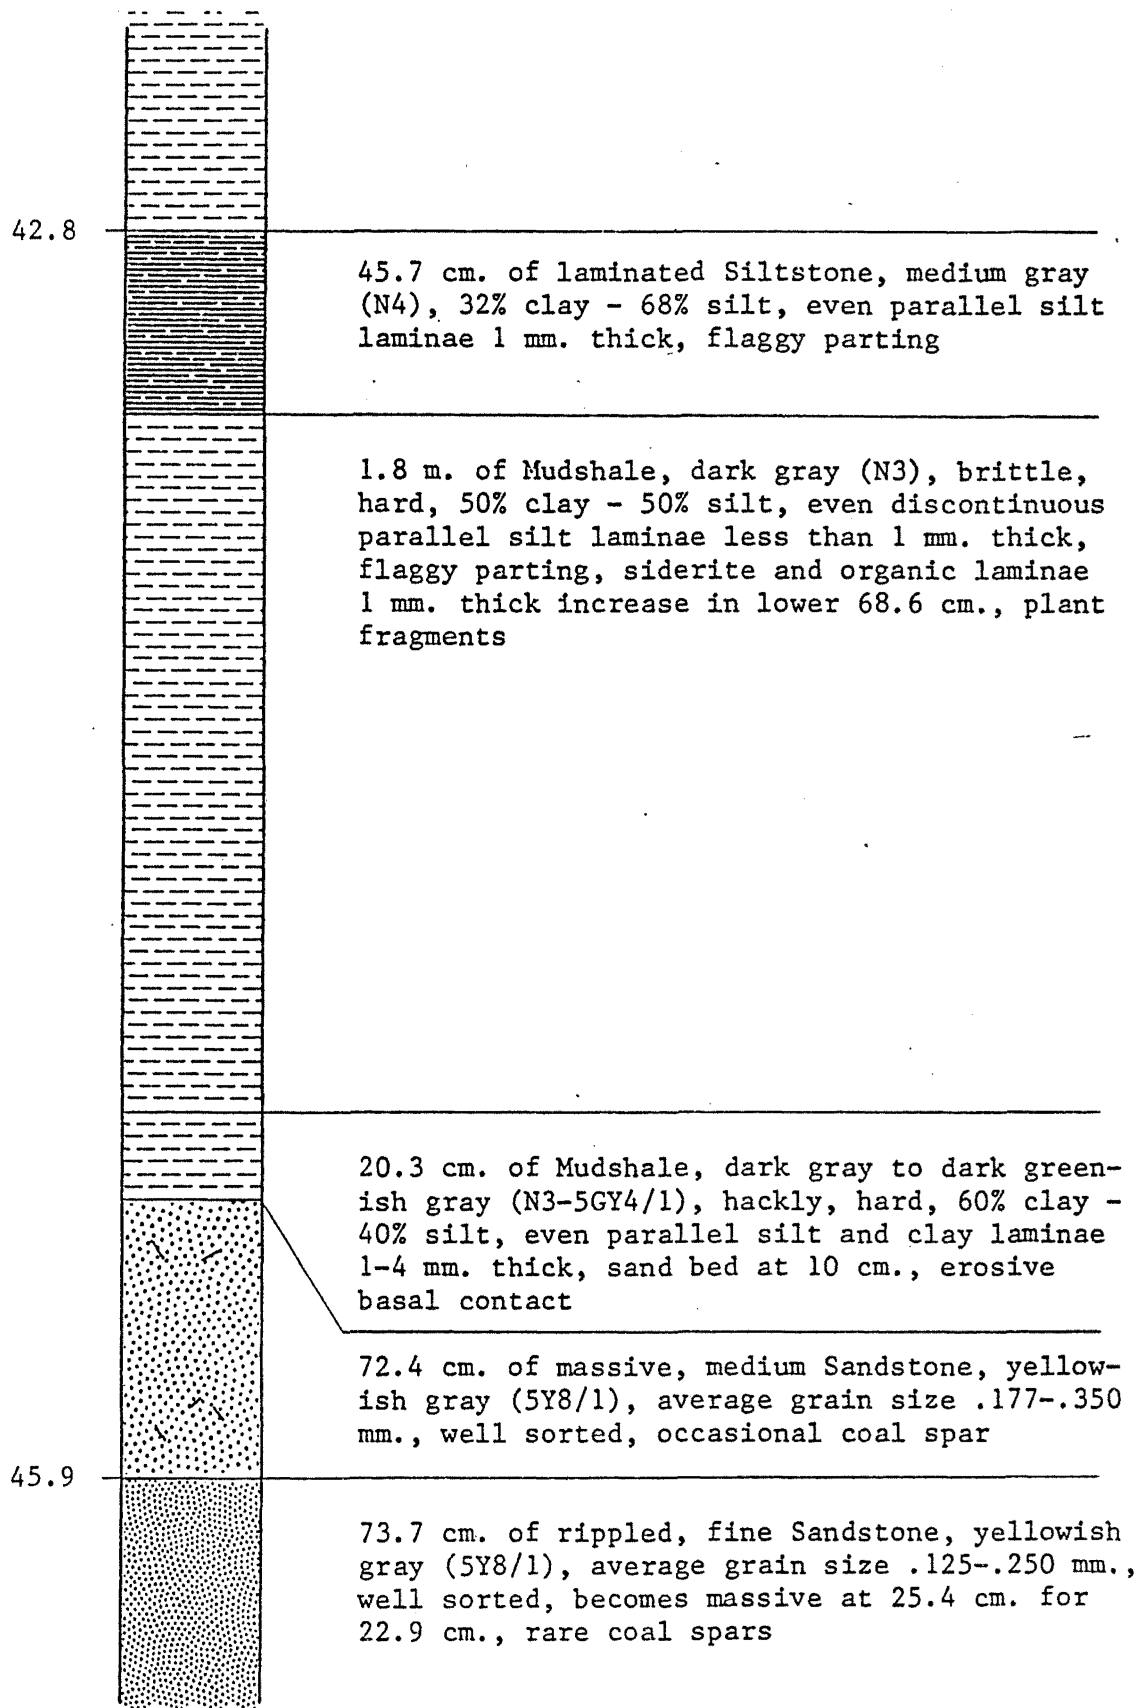 42.8
45.7 cm. of laminated Siltstone, medium gray
(N4), 32% clay - 68% silt, even parallel silt
laminae 1 mm. thick, flaggy parting
1.8 m. of Mudshale, dark gray (N3), brittle,
hard, 50% clay - 50% silt, even discontinuous
parallel silt laminae less than 1 mm. thick,
flaggy parting, siderite and organic laminae
1 mm. thick increase in lower 68.6 cm., plant
fragments
20.3 cm. of Mudshale, dark gray to dark green-
ish gray (N3-5GY4/1), hackly, hard, 60% clay -
40% silt, even parallel silt and clay laminae
1-4 mm. thick, sand bed at 10 cm., erosive
basal contact
72.4 cm. of massive, medium Sandstone, yellow-
ish gray (5Y8/1), average grain size .177-.350
mm., well sorted, occasional coal spar
45.9
73.7 cm. of rippled, fine Sandstone, yellowish
gray (5Y8/1), average grain size .125-.250 mm.,
well sorted, becomes massive at 25.4 cm. for
22.9 cm., rare coal spars